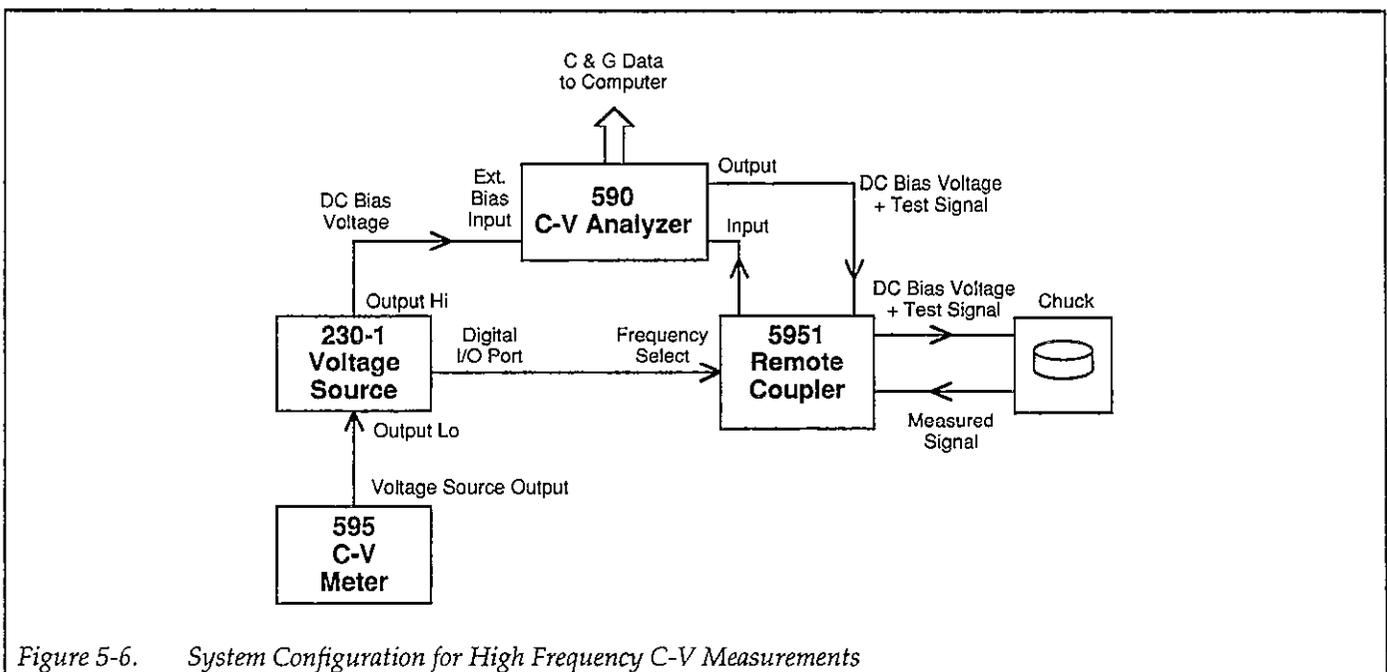 C & G Data
to Computer
Output
Ext.
Bias
Input
590
C-V Analyzer
DC Bias Voltage
+ Test Signal
DC Bias
Voltage
Input
DC Bias Voltage
+ Test Signal
Chuck
Output Hi
230-1
Voltage
Source
Digital
I/O Port
Frequency
Select
5951
Remote
Coupler
Measured
Signal
Output Lo
Voltage Source Output
595
C-V
Meter
Figure 5-6. System Configuration for High Frequency C-V Measurements